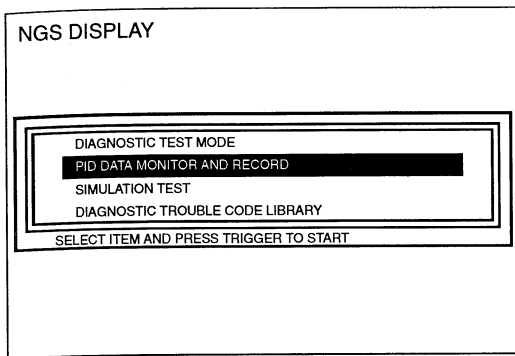 NGS DISPLAY
DIAGNOSTIC TEST MODE
PID DATA MONITOR AND RECORD
SIMULATION TEST
DIAGNOSTIC TROUBLE CODE LIBRARY
SELECT ITEM AND PRESS TRIGGER TO START